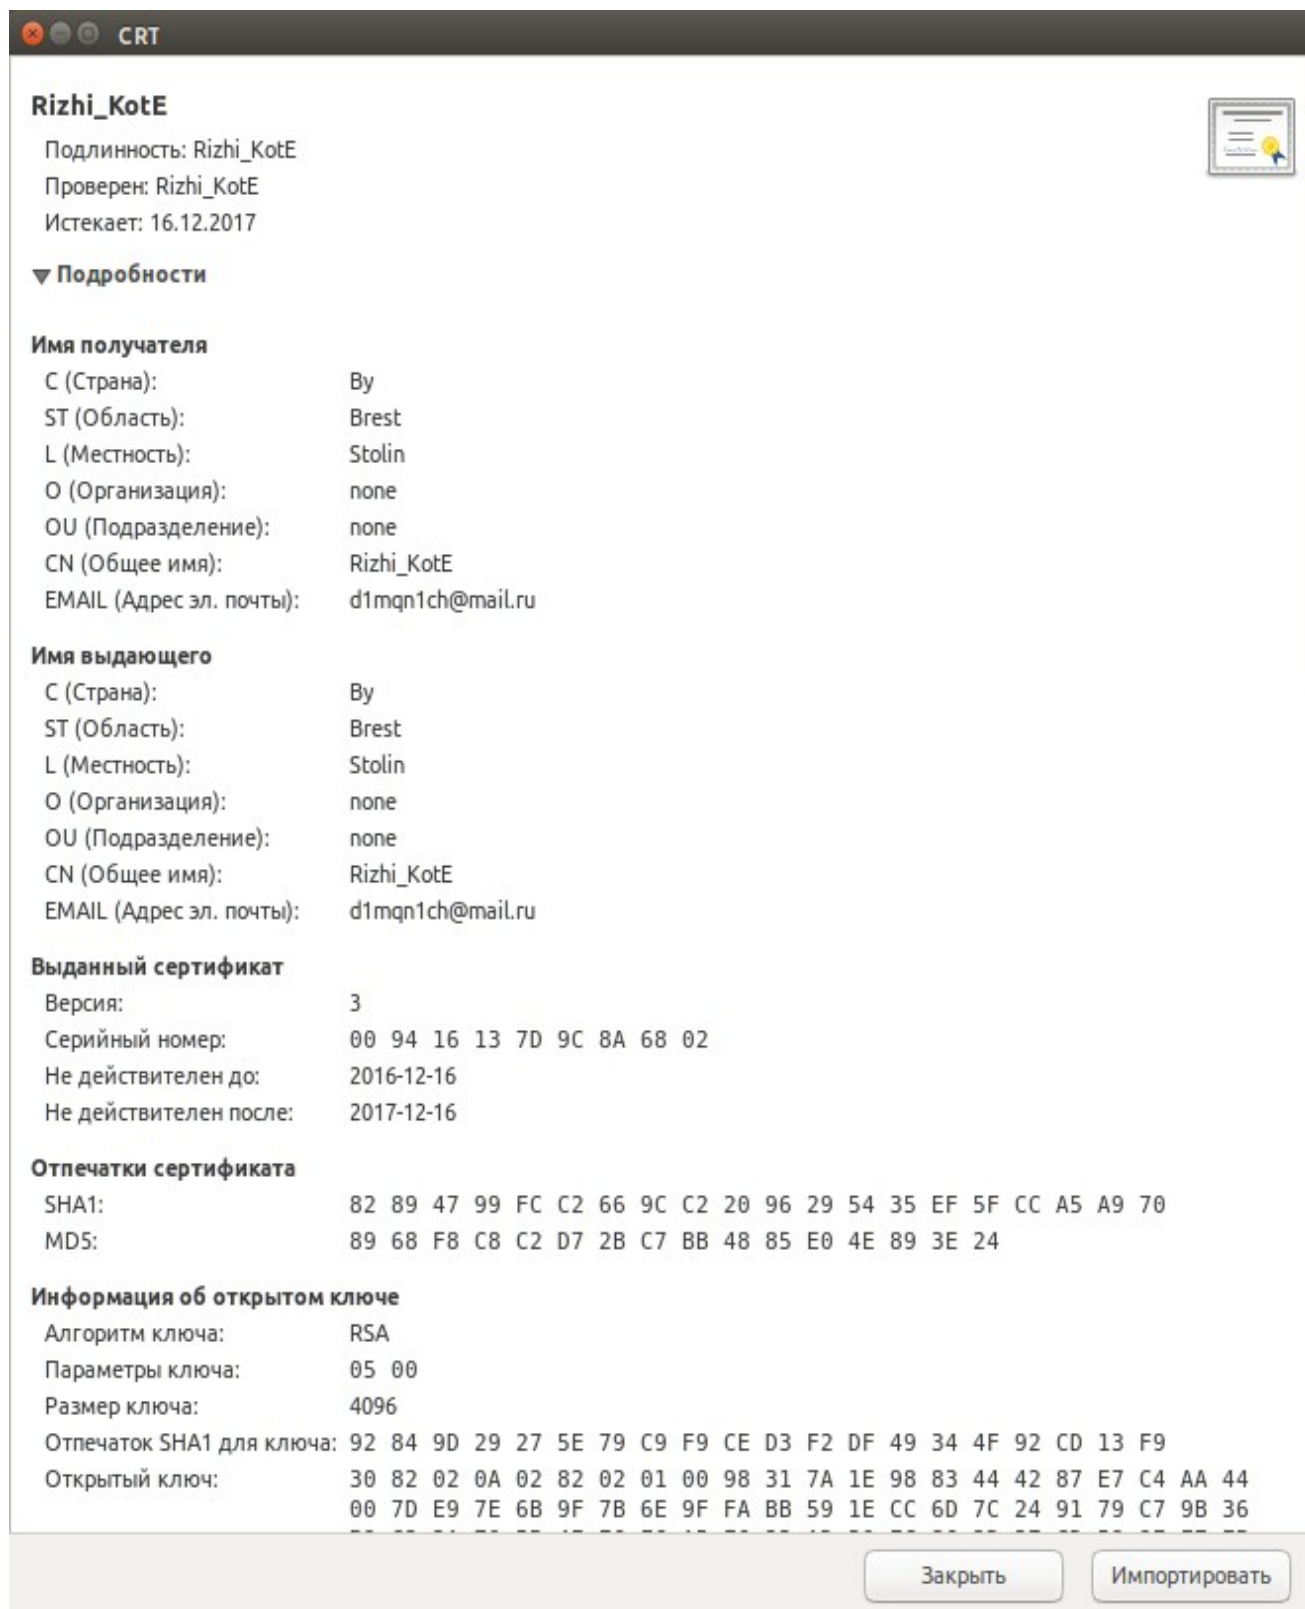 CRT
Rizhi_KotE
Подлинность: Rizhi_KotE
Проверен: Rizhi_KotE
Истекает: 16.12.2017
Подробности
Имя получателя
C (Страна): By
ST (Область): Brest
L (Местность): Stolin
O (Организация): none
OU (Подразделение): none
CN (Общее имя): Rizhi_KotE
EMAIL (Адрес эл. почты): d1mqn1ch@mail.ru
Имя выдающего
C (Страна): By
ST (Область): Brest
L (Местность): Stolin
O (Организация): none
OU (Подразделение): none
CN (Общее имя): Rizhi_KotE
EMAIL (Адрес эл. почты): d1mqn1ch@mail.ru
Выданный сертификат
Версия: 3
Серийный номер: 00 94 16 13 7D 9C 8A 68 02
Не действителен до: 2016-12-16
Не действителен после: 2017-12-16
Отпечатки сертификата
SHA1: 82 89 47 99 FC C2 66 9C C2 20 96 29 54 35 EF 5F CC A5 A9 70
MD5: 89 68 F8 C8 C2 D7 2B C7 BB 48 85 E0 4E 89 3E 24
Информация об открытом ключе
Алгоритм ключа: RSA
Параметры ключа: 05 00
Размер ключа: 4096
Отпечаток SHA1 для ключа: 92 84 9D 29 27 5E 79 C9 F9 CE D3 F2 DF 49 34 4F 92 CD 13 F9
Открытый ключ: 30 82 02 0A 02 82 02 01 00 98 31 7A 1E 98 83 44 42 87 E7 C4 AA 44
00 7D E9 7E 6B 9F 7B 6E 9F FA BB 59 1E CC 6D 7C 24 91 79 C7 9B 36
Закрыть Импортировать